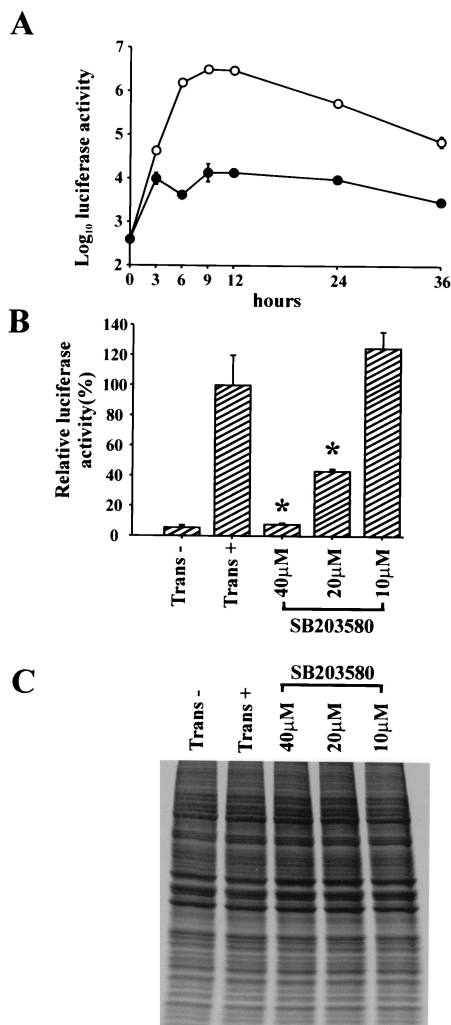 A
Log10 luciferase activity
7
6
5
4
3
2
0 3 6 9 12 24 36
hours
B
Relative luciferase
activity(%)
140
120
100
80
60
40
20
0
* *
Trans -
Trans +
40μM
20μM
10μM
SB203580
C
SB203580
Trans -
Trans +
40μM
20μM
10μM